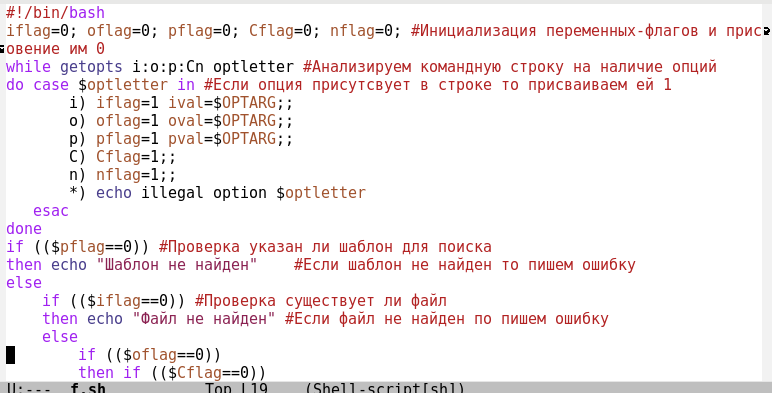 #!/bin/bash
iflag=0; oflag=0; pflag=0; Cflag=0; nflag=0; #Инициализация переменных-флагов и прис
овение им 0
while getopts i:o:p:Cn optletter #Анализируем командную строку на наличие опций
do case $optletter in #Если опция присутсвует в строке то присваиваем ей 1
       i) iflag=1 ival=$OPTARG;;
       o) oflag=1 oval=$OPTARG;;
       p) pflag=1 pval=$OPTARG;;
       C) Cflag=1;;
       n) nflag=1;;
       *) echo illegal option $optletter
   esac
done
if (($pflag==0)) #Проверка указан ли шаблон для поиска
then echo "Шаблон не найден"    #Если шаблон не найден то пишем ошибку
else
    if (($iflag==0)) #Проверка существует ли файл
    then echo "Файл не найден" #Если файл не найден по пишем ошибку
    else
        if (($oflag==0))
        then if (($Cflag==0))
U:---  f.sh           Top L19    (Shell-script[sh])